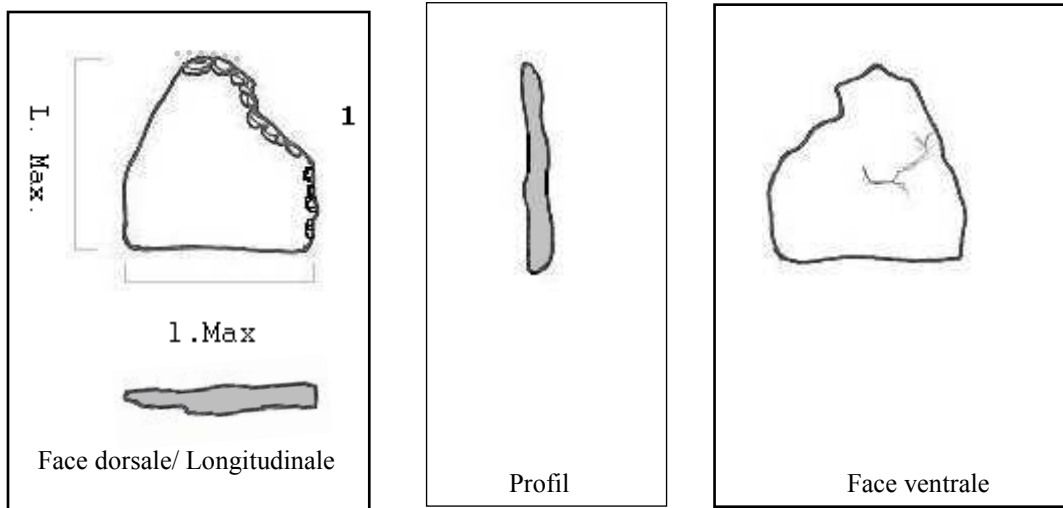 L. Max.
1
l.Max
Face dorsale/ Longitudinale
Profil
Face ventrale